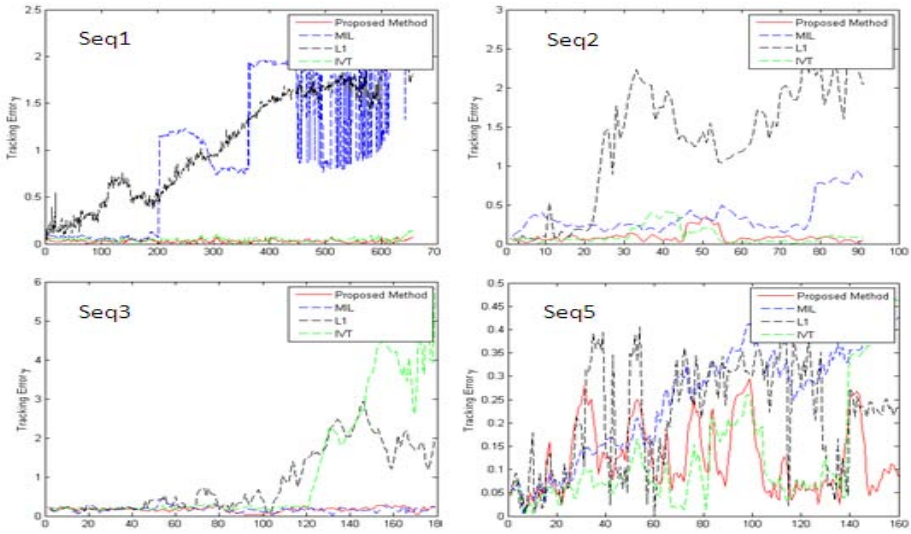 Seq1
Proposed Method
MIL
L1
IVT
Tracking Errory
2.5
2
1.5
1
0.5
0
0 100 200 300 400 500 600 70
Seq2
Proposed Method
MIL
L1
IVT
Tracking Errory
3
2.5
2
1.5
1
0.5
0
0 10 20 30 40 50 60 70 80 90 100
Seq3
Proposed Method
MIL
L1
IVT
Tracking Errory
6
5
4
3
2
1
0
0 20 40 60 80 100 120 140 160 180
Seq5
Proposed Method
MIL
L1
IVT
Tracking Errory
0.5
0.45
0.4
0.35
0.3
0.25
0.2
0.15
0.1
0.05
0
0 20 40 60 80 100 120 140 160